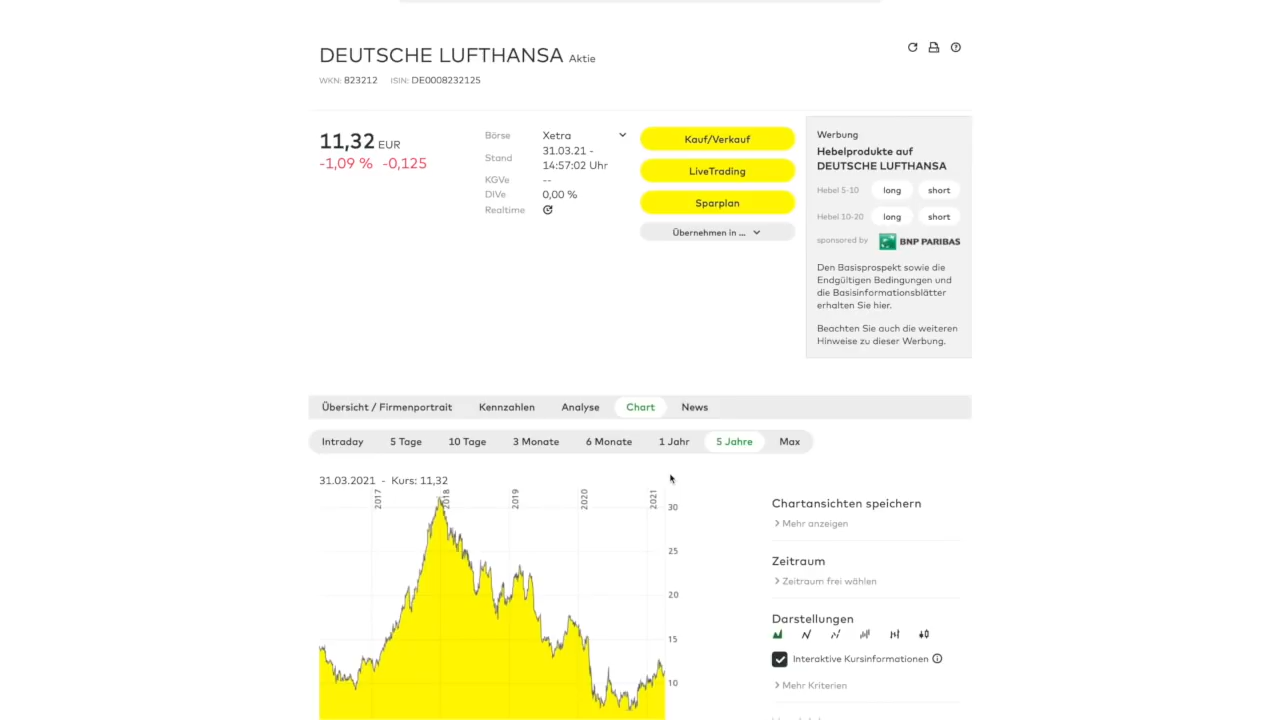 DEUTSCHE LUFTHANSA Aktie
WKN: 823212 ISIN: DE0008232125
11,32 EUR
-1,09 % -0,125
Börse Xetra
Stand 31.03.21 -
14:57:02 Uhr
KGVe --
DIVe 0,00 %
Realtime
Kauf/Verkauf
LiveTrading
Sparplan
Übernehmen in ...
Werbung
Hebelprodukte auf
DEUTSCHE LUFTHANSA
Hebel 5-10 long short
Hebel 10-20 long short
sponsored by BNP PARIBAS
Den Basisprospekt sowie die
Endgültigen Bedingungen und
die Basisinformationsblätter
erhalten Sie hier.
Beachten Sie auch die weiteren
Hinweise zu dieser Werbung.
Übersicht / Firmenportrait Kennzahlen Analyse Chart News
Intraday 5 Tage 10 Tage 3 Monate 6 Monate 1 Jahr 5 Jahre Max
31.03.2021 - Kurs: 11,32
2017 2018 2019 2020 2021
30
25
20
15
10
Chartansichten speichern
Mehr anzeigen
Zeitraum
Zeitraum frei wählen
Darstellungen
Interaktive Kursinformationen
Mehr Kriterien